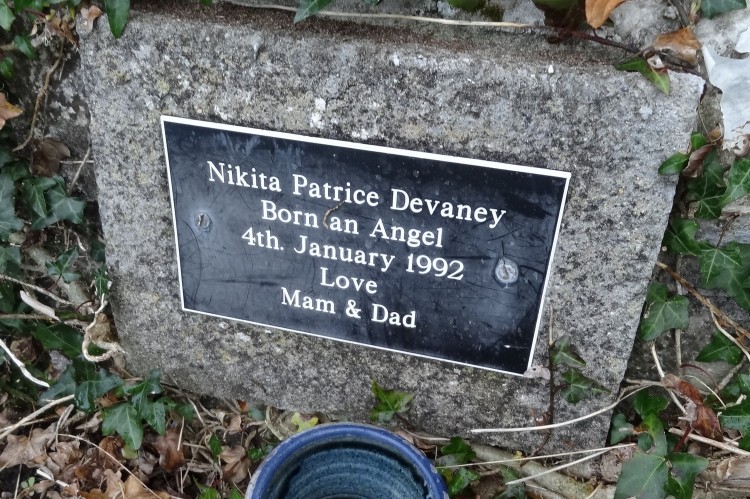 Nikita Patrice Devaney
Born an Angel
4th. January 1992
Love
Mam & Dad